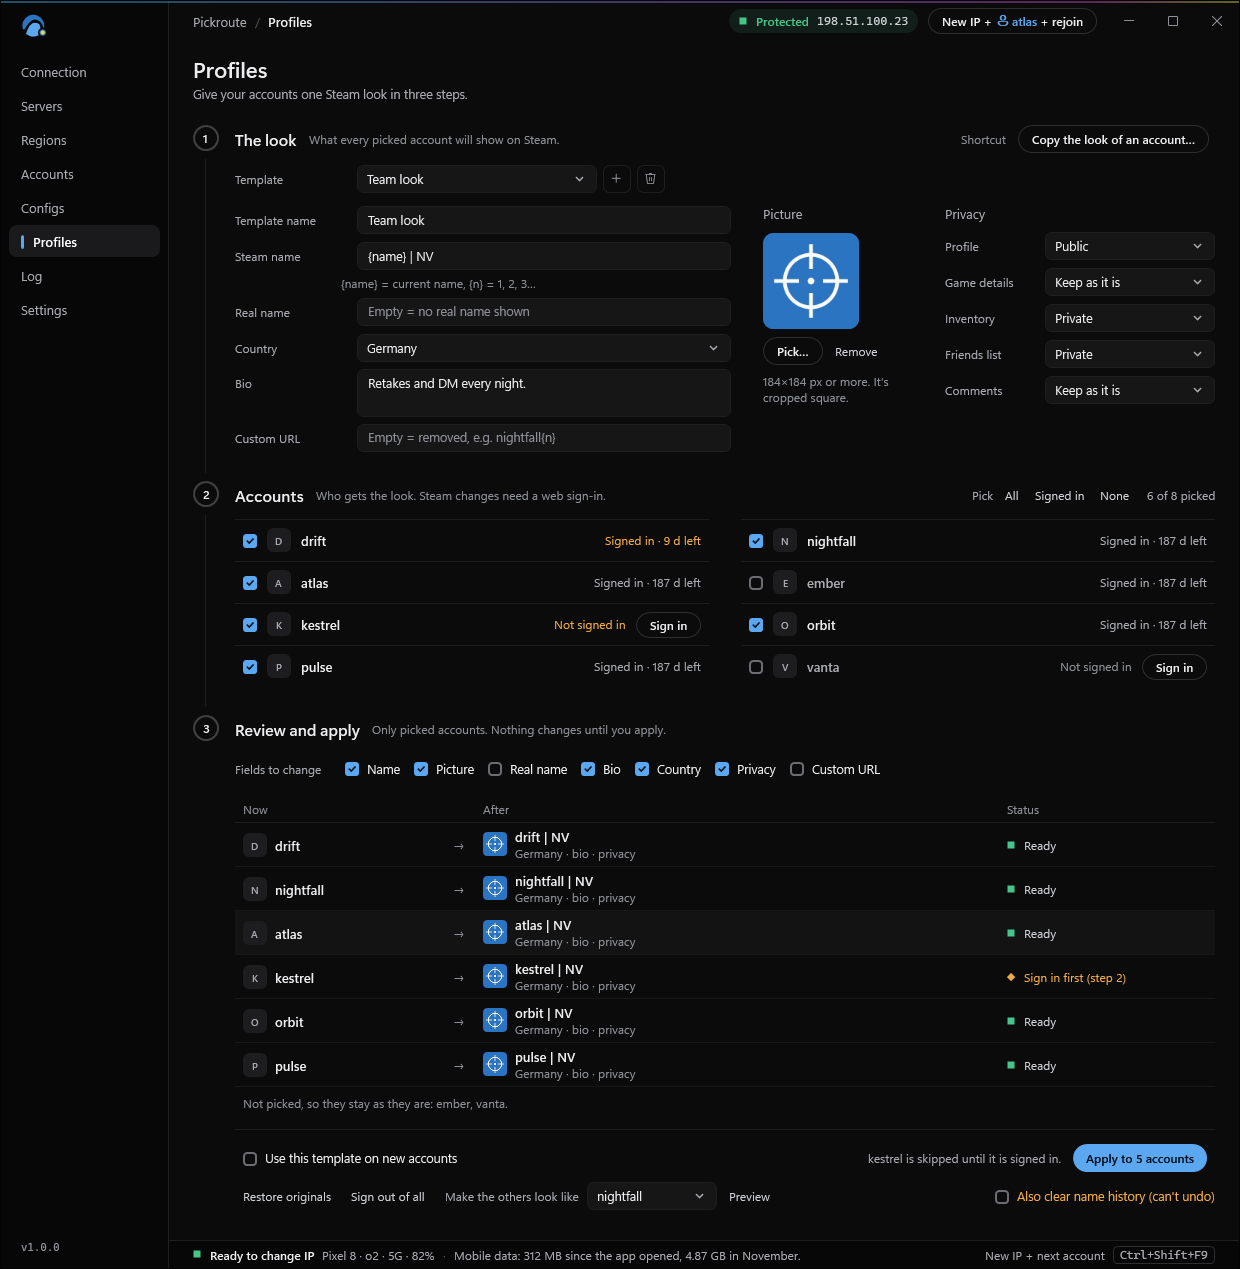 Pickroute / Profiles
Protected 198.51.100.23
New IP + atlas + rejoin
Connection
Servers
Regions
Accounts
Configs
Profiles
Log
Settings
v1.0.0
Profiles
Give your accounts one Steam look in three steps.
1 The look What every picked account will show on Steam.
Shortcut Copy the look of an account...
Template Team look
Template name Team look
Steam name {name} | NV
{name} = current name, {n} = 1, 2, 3...
Real name Empty = no real name shown
Country Germany
Bio Retakes and DM every night.
Custom URL Empty = removed, e.g. nightfall{n}
Picture
Pick... Remove
184×184 px or more. It's
cropped square.
Privacy
Profile Public
Game details Keep as it is
Inventory Private
Friends list Private
Comments Keep as it is
2 Accounts Who gets the look. Steam changes need a web sign-in.
Pick All Signed in None 6 of 8 picked
D drift Signed in · 9 d left
N nightfall Signed in · 187 d left
A atlas Signed in · 187 d left
E ember Signed in · 187 d left
K kestrel Not signed in Sign in
O orbit Signed in · 187 d left
P pulse Signed in · 187 d left
V vanta Not signed in Sign in
3 Review and apply Only picked accounts. Nothing changes until you apply.
Fields to change Name Picture Real name Bio Country Privacy Custom URL
Now After Status
D drift → drift | NV Ready
Germany · bio · privacy
N nightfall → nightfall | NV Ready
Germany · bio · privacy
A atlas → atlas | NV Ready
Germany · bio · privacy
K kestrel → kestrel | NV Sign in first (step 2)
Germany · bio · privacy
O orbit → orbit | NV Ready
Germany · bio · privacy
P pulse → pulse | NV Ready
Germany · bio · privacy
Not picked, so they stay as they are: ember, vanta.
Use this template on new accounts
kestrel is skipped until it is signed in. Apply to 5 accounts
Restore originals Sign out of all Make the others look like nightfall Preview
Also clear name history (can't undo)
Ready to change IP Pixel 8 · o2 · 5G · 82% · Mobile data: 312 MB since the app opened, 4.87 GB in November.
New IP + next account Ctrl+Shift+F9